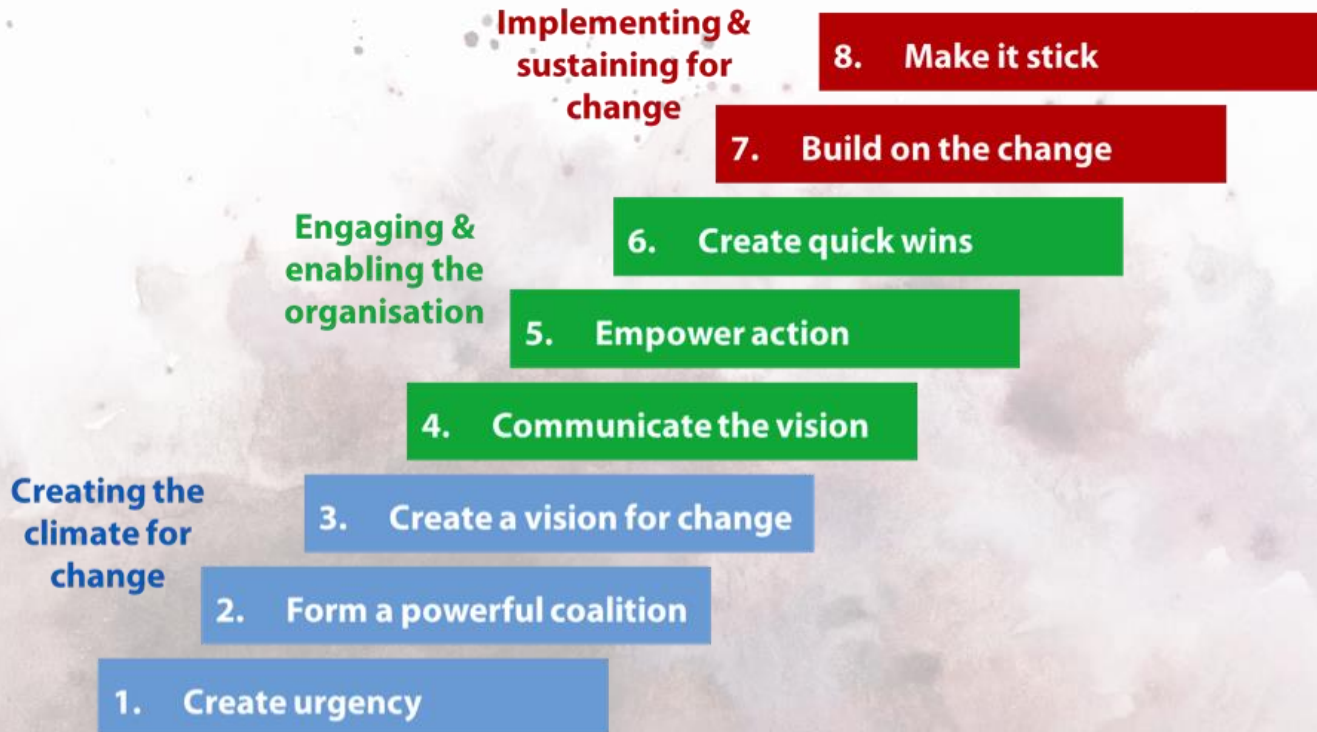 Implementing &
sustaining for
change
8. Make it stick
7. Build on the change
Engaging &
enabling the
organisation
6. Create quick wins
5. Empower action
4. Communicate the vision
Creating the
climate for
change
3. Create a vision for change
2. Form a powerful coalition
1. Create urgency